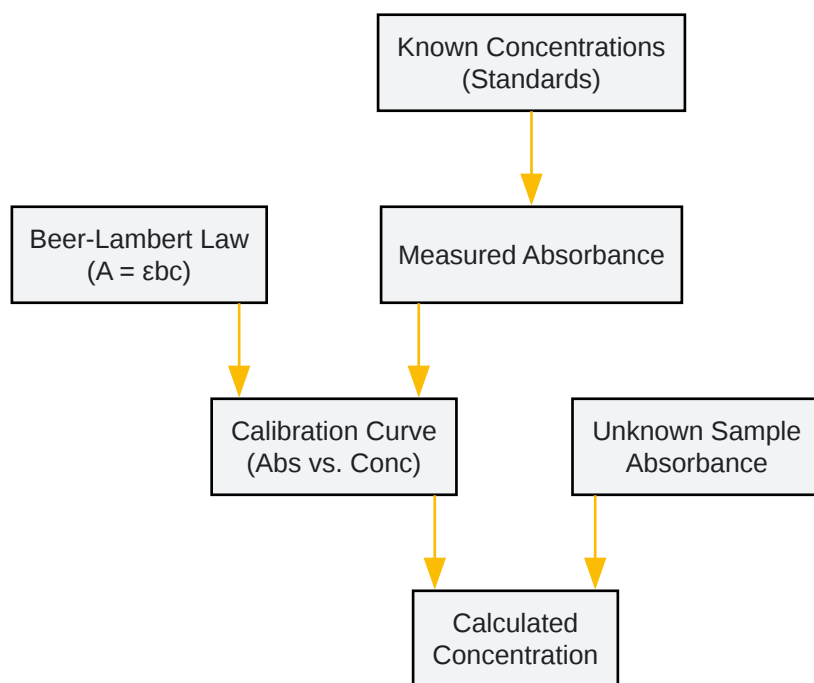 Known Concentrations
(Standards)
Beer-Lambert Law
(A = εbc)
Measured Absorbance
Calibration Curve
(Abs vs. Conc)
Unknown Sample
Absorbance
Calculated
Concentration